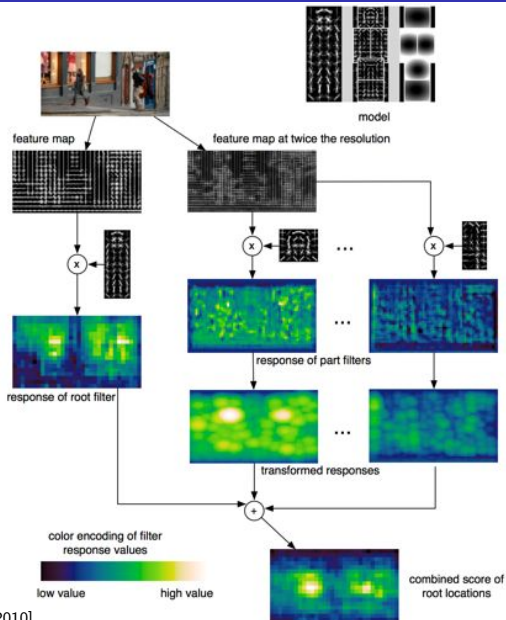 model
feature map
feature map at twice the resolution
x
x
...
x
...
response of part filters
response of root filter
...
transformed responses
+
color encoding of filter
response values
low value
high value
combined score of
root locations
2010]